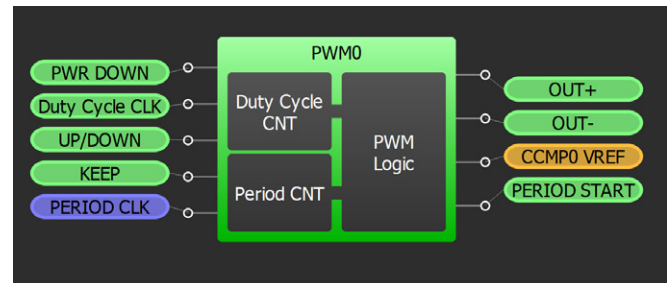 PWM0
PWR DOWN
Duty Cycle CLK
UP/DOWN
KEEP
PERIOD CLK
Duty Cycle
CNT
Period CNT
PWM
Logic
OUT+
OUT-
CCMP0 VREF
PERIOD START